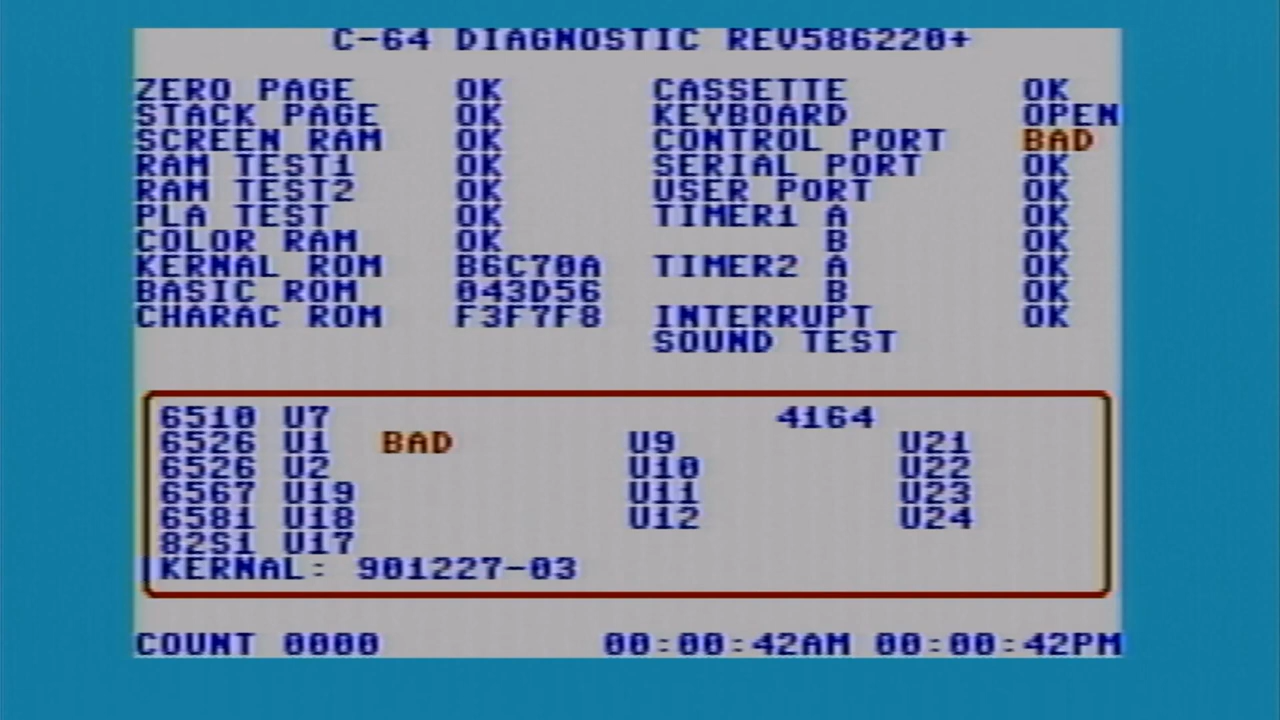 C-64 DIAGNOSTIC REV586220+
ZERO PAGE OK CASSETTE OK
STACK PAGE OK KEYBOARD OPEN
SCREEN RAM OK CONTROL PORT BAD
RAM TEST1 OK SERIAL PORT OK
RAM TEST2 OK USER PORT OK
PLA TEST OK TIMER1 A OK
COLOR RAM OK B OK
KERNAL ROM B6C70A TIMER2 A OK
BASIC ROM 043D56 B OK
CHARAC ROM F3F7F8 INTERRUPT OK
SOUND TEST
6510 U7 4164
6526 U1 BAD U9 U21
6526 U2 U10 U22
6567 U19 U11 U23
6581 U18 U12 U24
82S1 U17
KERNAL: 901227-03
COUNT 0000 00:00:42AM 00:00:42PM